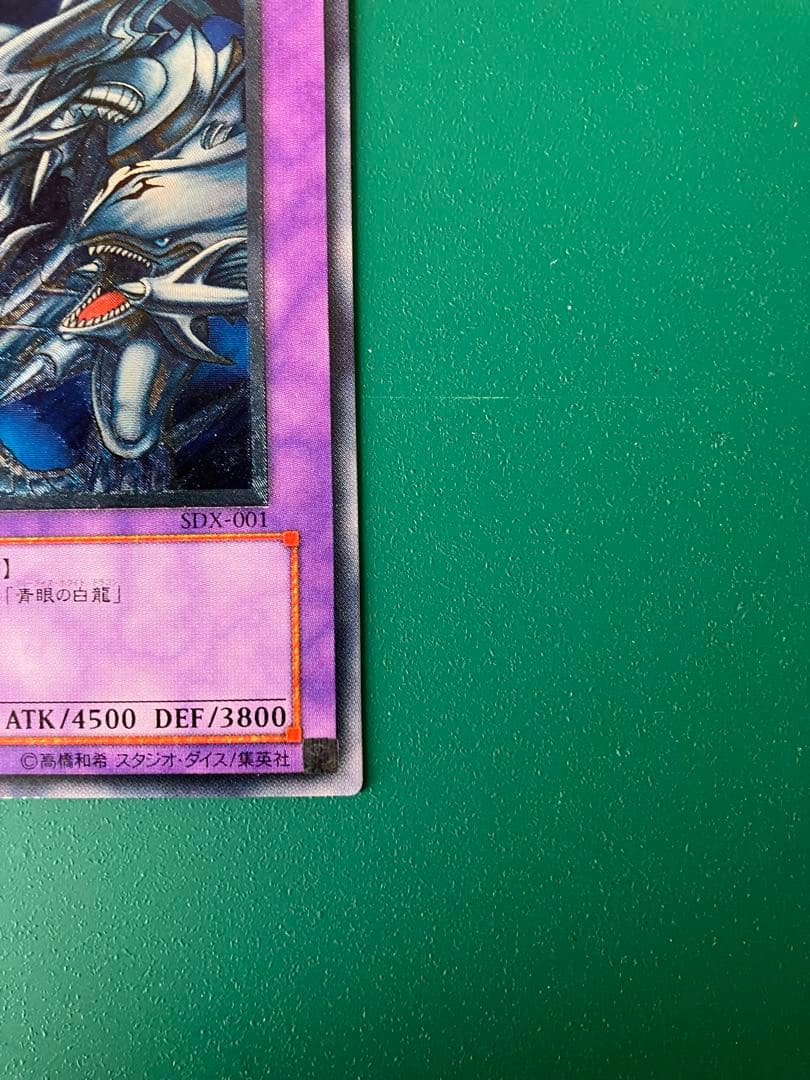 SDX-001
】
「青眼の白龍」
ATK/4500 DEF/3800
©高橋和希 スタジオ・ダイス/集英社